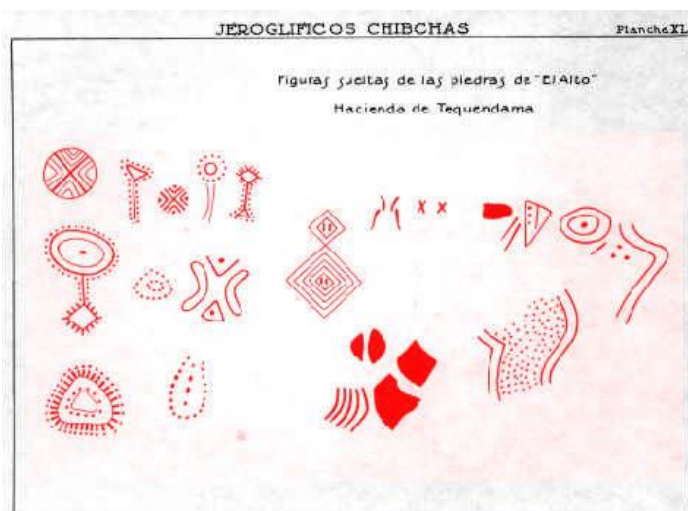 JEROGLIFICOS CHIBCHAS
Plancha XL
Figuras sueltas de las piedras de "El Alto"
Hacienda de Tequendama